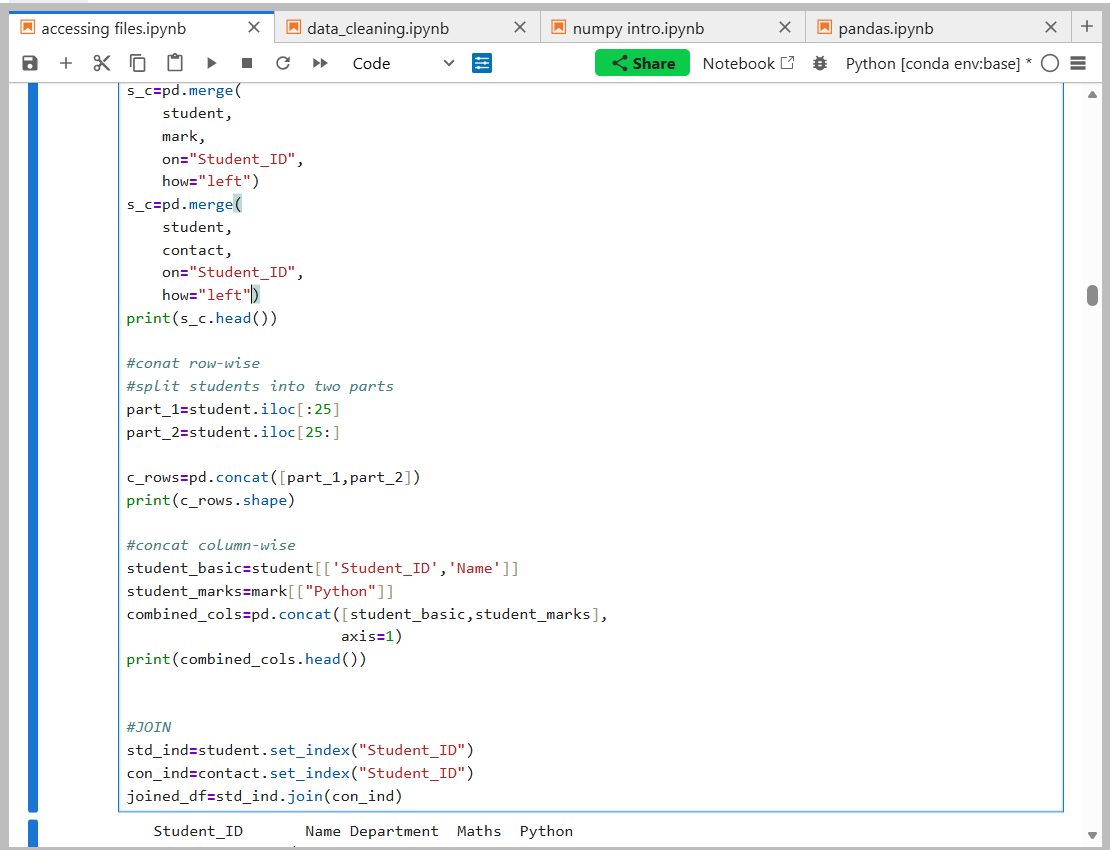 accessing files.ipynb
data_cleaning.ipynb
numpy intro.ipynb
pandas.ipynb
Code
Share
Notebook
Python [conda env:base] *
s_c=pd.merge(
    student,
    mark,
    on="Student_ID",
    how="left")
s_c=pd.merge(
    student,
    contact,
    on="Student_ID",
    how="left")
print(s_c.head())
#conat row-wise
#split students into two parts
part_1=student.iloc[:25]
part_2=student.iloc[25:]
c_rows=pd.concat([part_1,part_2])
print(c_rows.shape)
#concat column-wise
student_basic=student[['Student_ID','Name']]
student_marks=mark[["Python"]]
combined_cols=pd.concat([student_basic,student_marks],
                        axis=1)
print(combined_cols.head())
#JOIN
std_ind=student.set_index("Student_ID")
con_ind=contact.set_index("Student_ID")
joined_df=std_ind.join(con_ind)
Student_ID       Name Department  Maths  Python